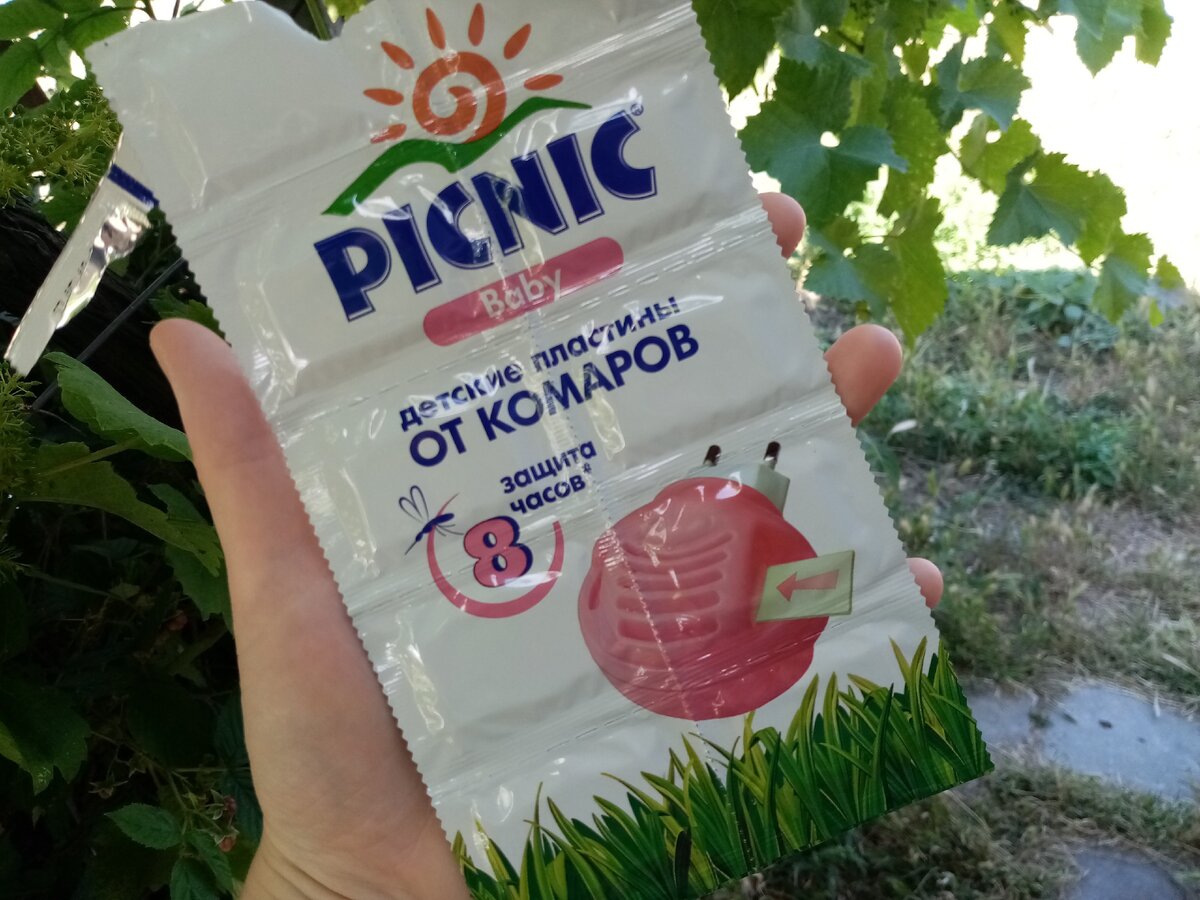 PICNIC®
Baby
детские пластины
ОТ КОМАРОВ
защита
часов*
8